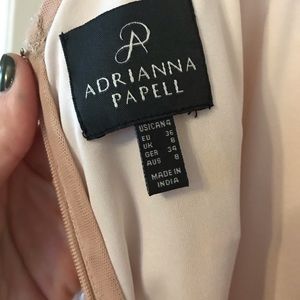 ADRIANNA
PAPELL
US/CAN 4
EU 36
UK 8
GER 34
AUS 8
MADE IN
INDIA